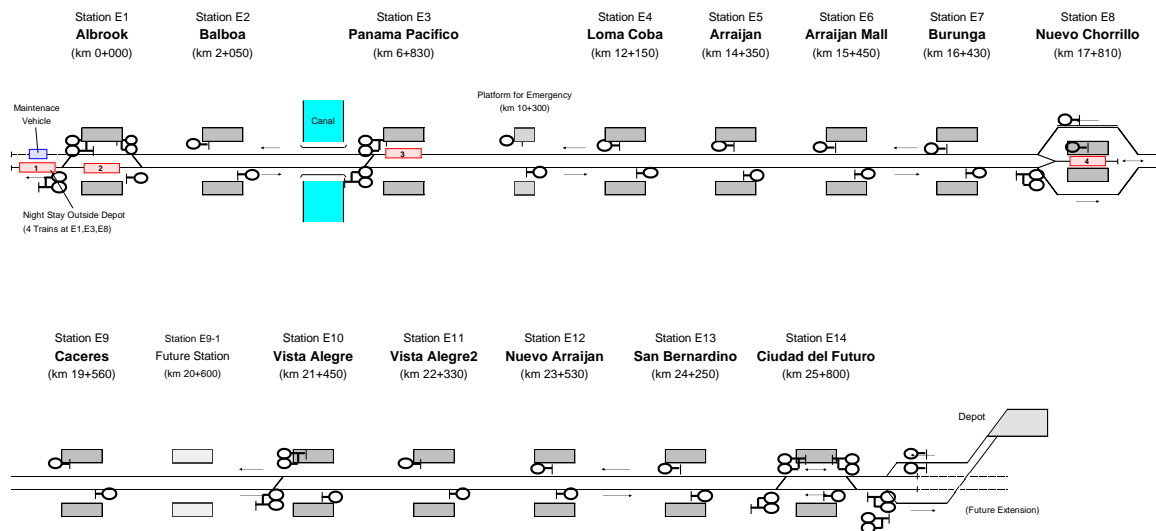 Station E1
Albrook
(km 0+000)
Station E2
Balboa
(km 2+050)
Station E3
Panama Pacifico
(km 6+830)
Station E4
Loma Coba
(km 12+150)
Station E5
Arraijan
(km 14+350)
Station E6
Arraijan Mall
(km 15+450)
Station E7
Burunga
(km 16+430)
Station E8
Nuevo Chorrillo
(km 17+810)
Maintenace
Vehicle
Canal
Platform for Emergency
(km 10+300)
1
2
3
4
Night Stay Outside Depot
(4 Trains at E1,E3,E8)
Station E9
Caceres
(km 19+560)
Station E9-1
Future Station
(km 20+600)
Station E10
Vista Alegre
(km 21+450)
Station E11
Vista Alegre2
(km 22+330)
Station E12
Nuevo Arraijan
(km 23+530)
Station E13
San Bernardino
(km 24+250)
Station E14
Ciudad del Futuro
(km 25+800)
Depot
(Future Extension)